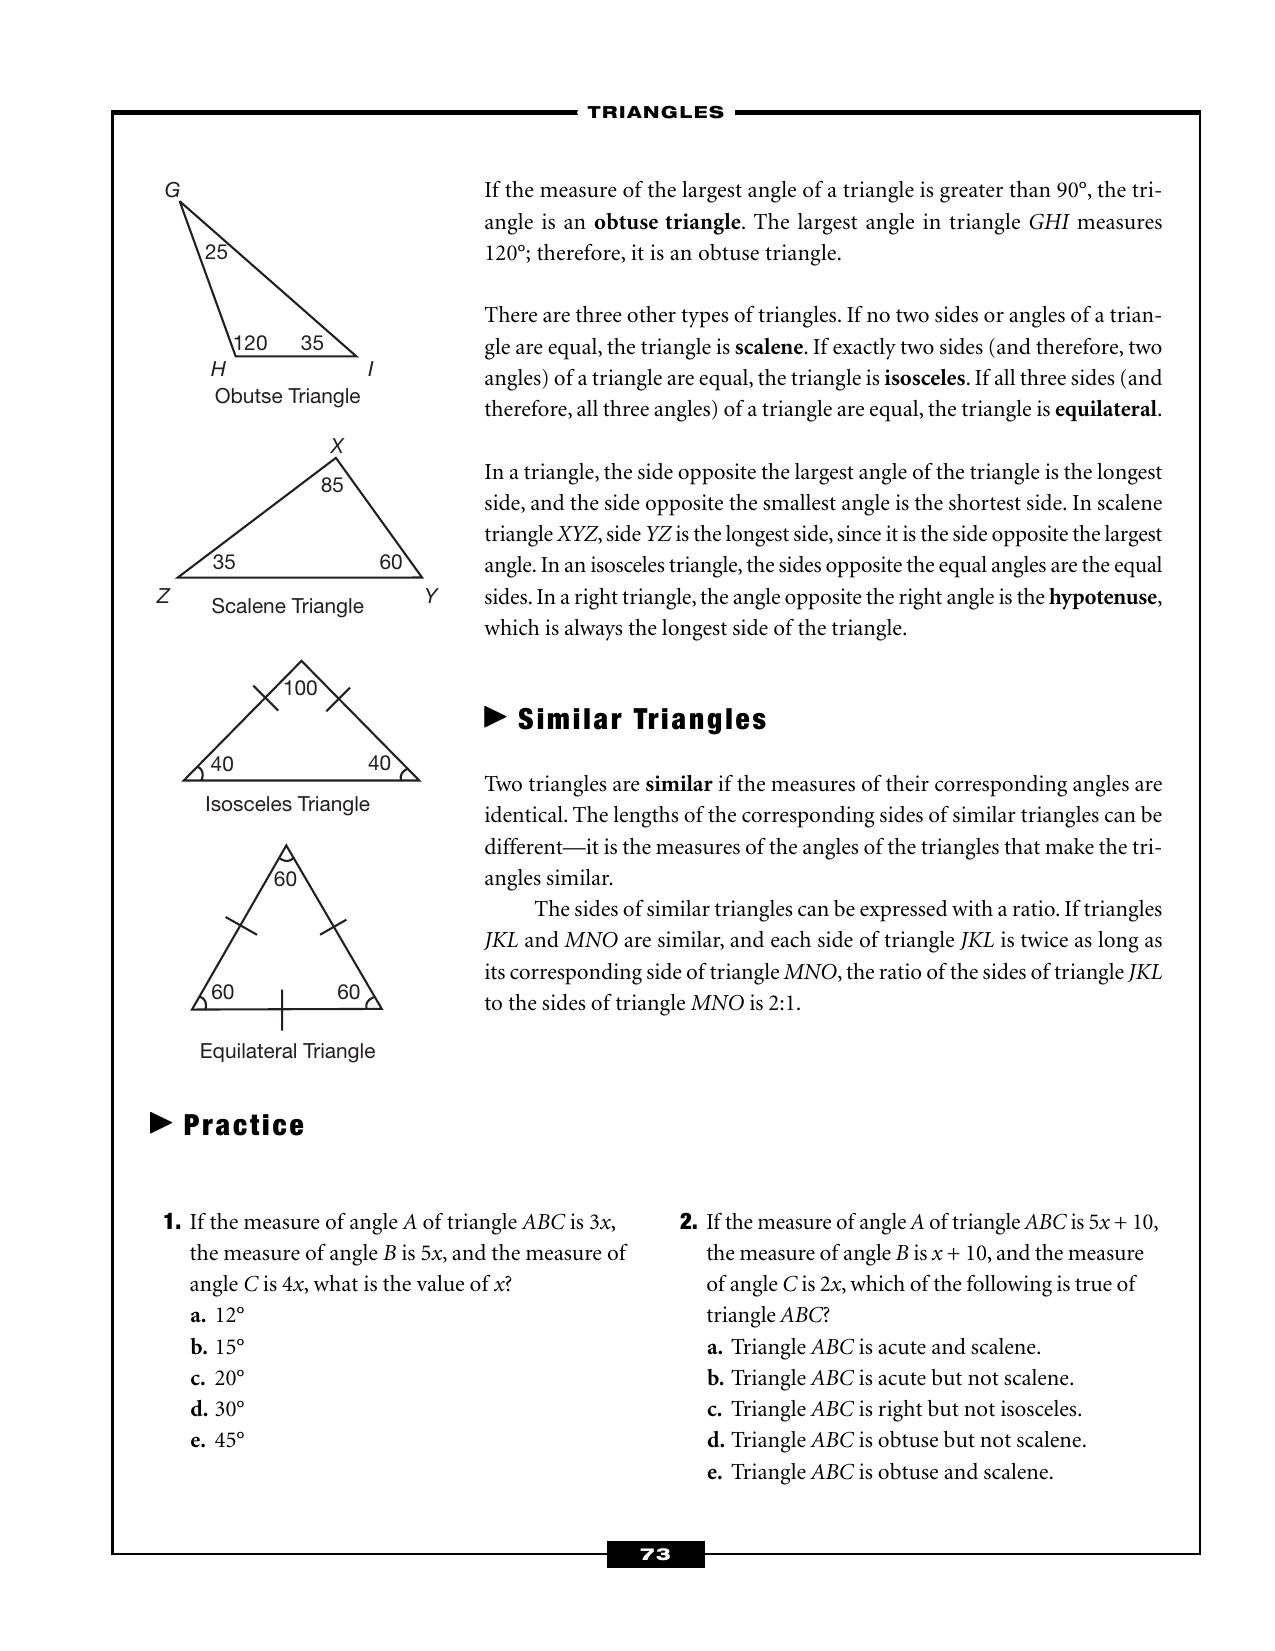 TRIANGLES
G
25
120
35
H
I
Obutse Triangle
X
85
35
60
Z
Y
Scalene Triangle
100
40
40
Isosceles Triangle
60
60
60
Equilateral Triangle
If the measure of the largest angle of a triangle is greater than 90°, the tri-
angle is an obtuse triangle. The largest angle in triangle GHI measures
120°; therefore, it is an obtuse triangle.
There are three other types of triangles. If no two sides or angles of a trian-
gle are equal, the triangle is scalene. If exactly two sides (and therefore, two
angles) of a triangle are equal, the triangle is isosceles. If all three sides (and
therefore, all three angles) of a triangle are equal, the triangle is equilateral.
In a triangle, the side opposite the largest angle of the triangle is the longest
side, and the side opposite the smallest angle is the shortest side. In scalene
triangle XYZ, side YZ is the longest side, since it is the side opposite the largest
angle. In an isosceles triangle, the sides opposite the equal angles are the equal
sides. In a right triangle, the angle opposite the right angle is the hypotenuse,
which is always the longest side of the triangle.
Similar Triangles
Two triangles are similar if the measures of their corresponding angles are
identical. The lengths of the corresponding sides of similar triangles can be
different—it is the measures of the angles of the triangles that make the tri-
angles similar.
The sides of similar triangles can be expressed with a ratio. If triangles
JKL and MNO are similar, and each side of triangle JKL is twice as long as
its corresponding side of triangle MNO, the ratio of the sides of triangle JKL
to the sides of triangle MNO is 2:1.
Practice
1. If the measure of angle A of triangle ABC is 3x,
the measure of angle B is 5x, and the measure of
angle C is 4x, what is the value of x?
a. 12°
b. 15°
c. 20°
d. 30°
e. 45°
2. If the measure of angle A of triangle ABC is 5x + 10,
the measure of angle B is x + 10, and the measure
of angle C is 2x, which of the following is true of
triangle ABC?
a. Triangle ABC is acute and scalene.
b. Triangle ABC is acute but not scalene.
c. Triangle ABC is right but not isosceles.
d. Triangle ABC is obtuse but not scalene.
e. Triangle ABC is obtuse and scalene.
73